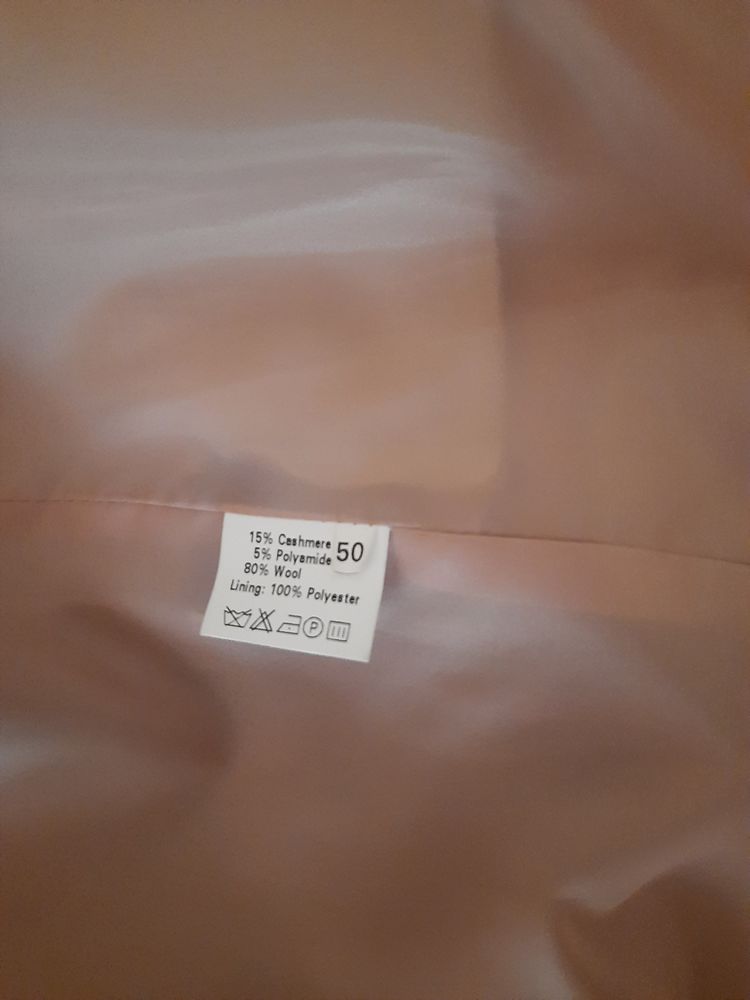 15% Cashmere 50
5% Polyamide
80% Wool
Lining: 100% Polyester
P